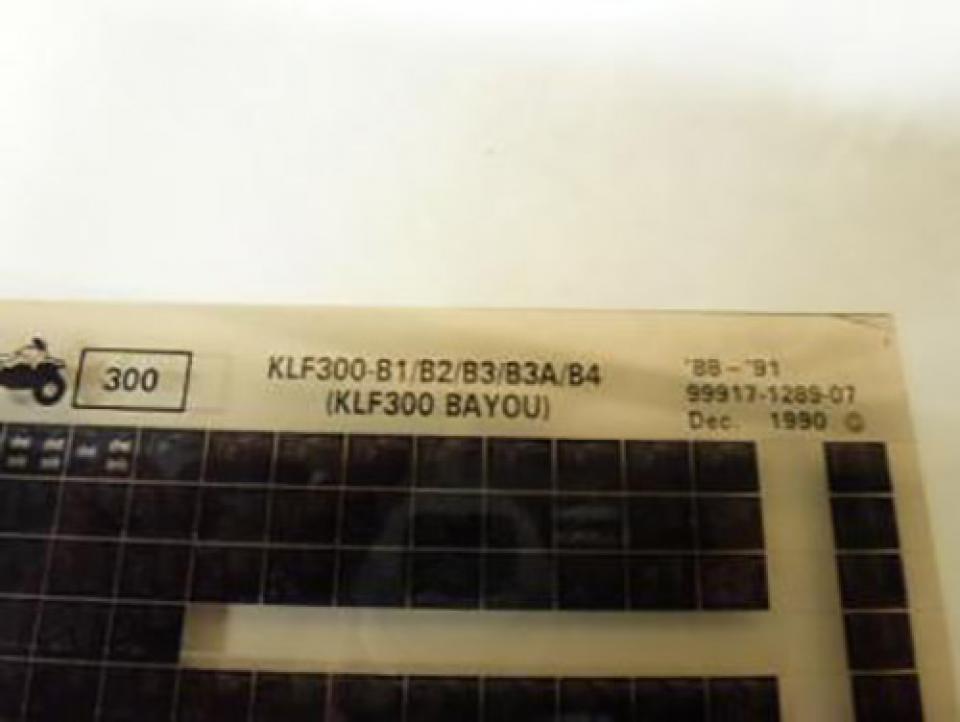 300
KLF300-B1/B2/B3/B3A/B4
(KLF300 BAYOU)
'88 – '91
99917-1289-07
Dec. 1990 ©